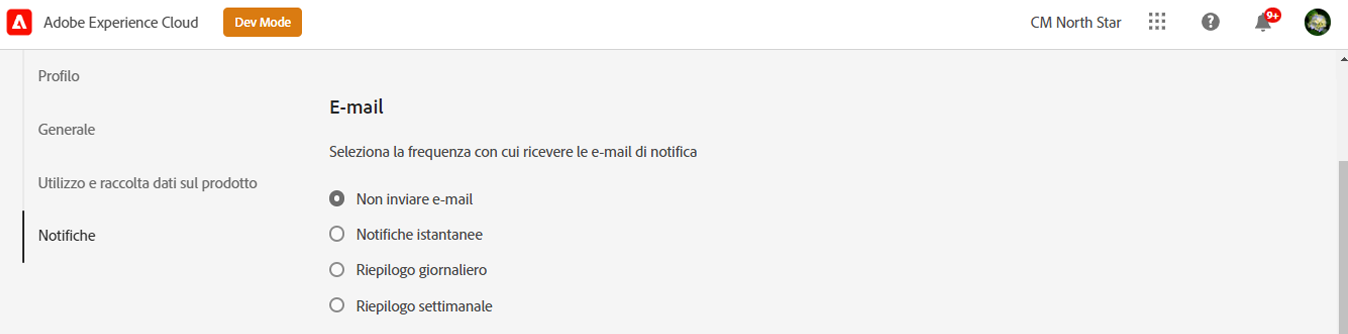 Adobe Experience Cloud
Dev Mode
CM North Star
9+
Profilo
Generale
Utilizzo e raccolta dati sul prodotto
Notifiche
E-mail
Seleziona la frequenza con cui ricevere le e-mail di notifica
Non inviare e-mail
Notifiche istantanee
Riepilogo giornaliero
Riepilogo settimanale